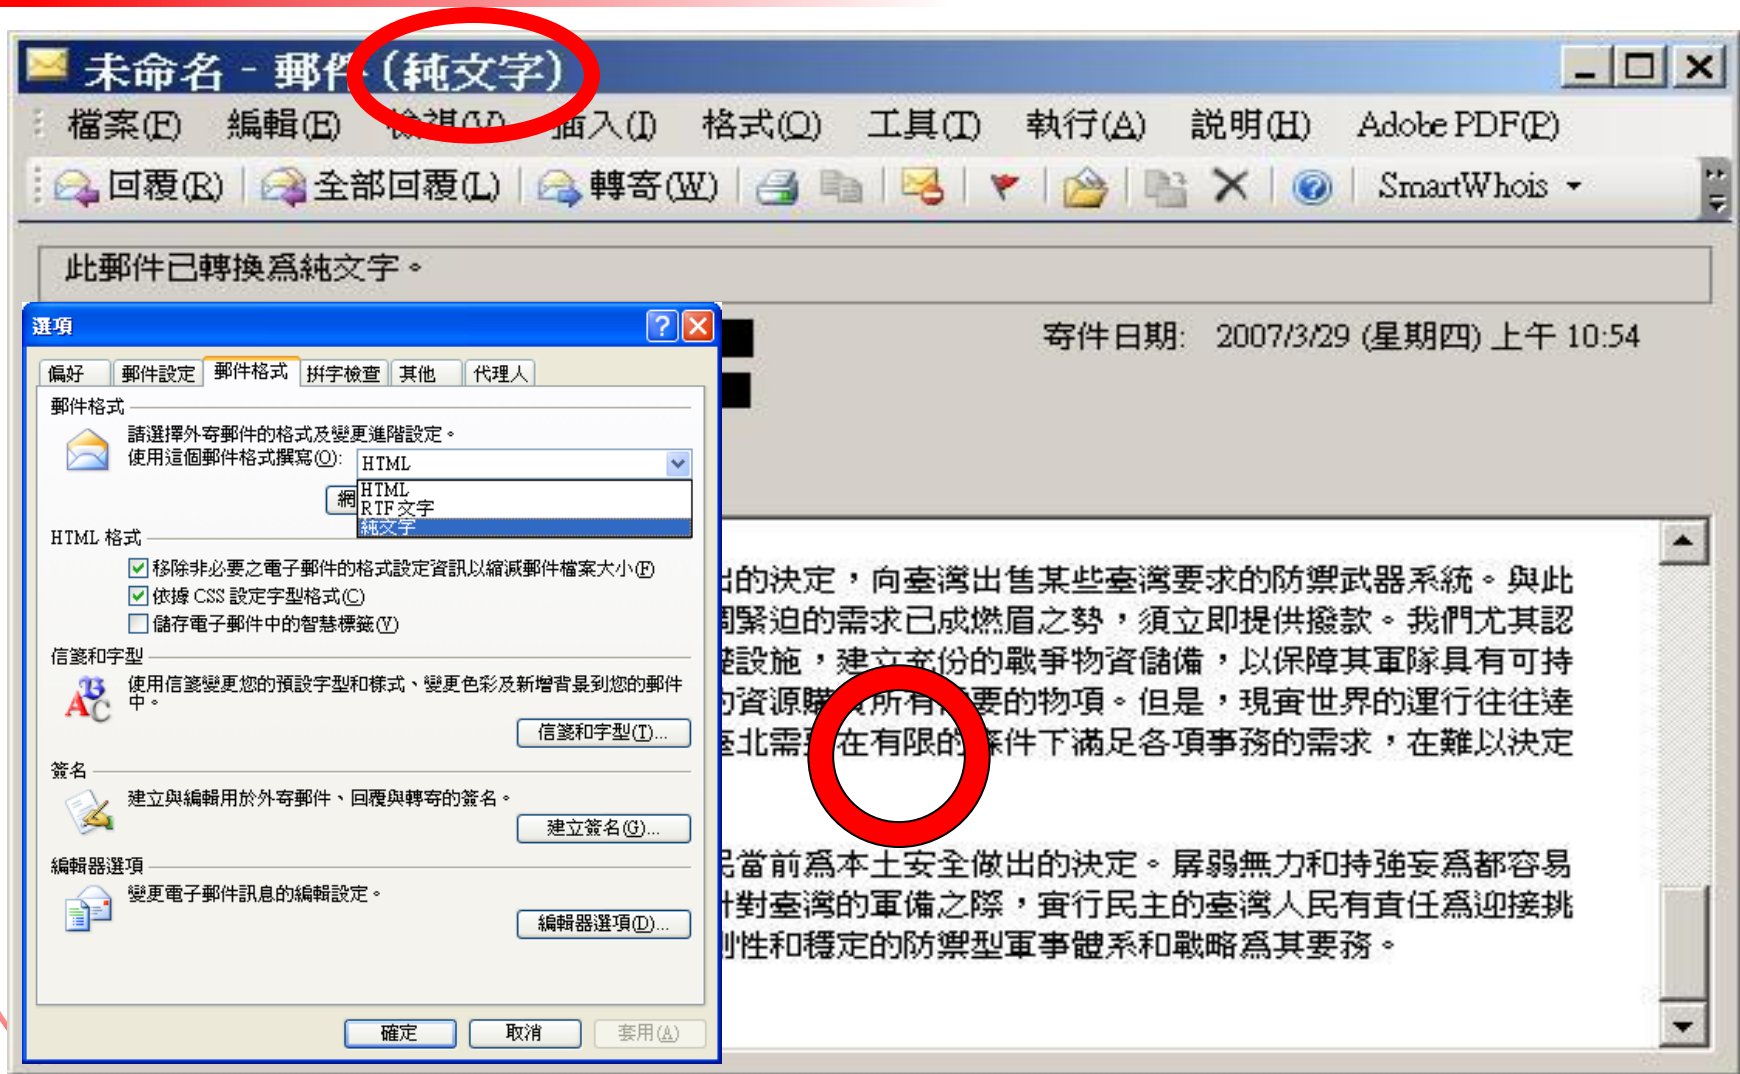 未命名 - 郵件 (純文字)
檔案(F) 編輯(E) 檢視(V) 插入(I) 格式(O) 工具(T) 執行(A) 說明(H) Adobe PDF(P)
回覆(R) 全部回覆(L) 轉寄(W) SmartWhois
此郵件已轉換為純文字。
寄件日期: 2007/3/29 (星期四) 上午 10:54
選項
偏好 郵件設定 郵件格式 拼字檢查 其他 代理人
郵件格式
請選擇外寄郵件的格式及變更進階設定。
使用這個郵件格式撰寫(O): HTML
網
HTML
RTF 文字
純文字
HTML 格式
移除非必要之電子郵件的格式設定資訊以縮減郵件檔案大小(F)
依據 CSS 設定字型格式(C)
儲存電子郵件中的智慧標籤(V)
信箋和字型
使用信箋變更您的預設字型和樣式、變更色彩及新增背景到您的郵件
中。
信箋和字型(T)...
簽名
建立與編輯用於外寄郵件、回覆與轉寄的簽名。
建立簽名(G)...
編輯器選項
變更電子郵件訊息的編輯設定。
編輯器選項(D)...
確定 取消 套用(A)
出的決定，向臺灣出售某些臺灣要求的防禦武器系統。與此
緊迫的需求已成燃眉之勢，須立即提供撥款。我們尤其認
礎設施，建立充份的戰爭物資儲備，以保障其軍隊具有可持
的資源購買所有需要的物項。但是，現實世界的運行往往達
臺北需要在有限的條件下滿足各項事務的需求，在難以決定
民當前為本土安全做出的決定。孱弱無力和持強妄為都容易
針對臺灣的軍備之際，實行民主的臺灣人民有責任為迎接挑
性和穩定的防禦型軍事體系和戰略為其要務。